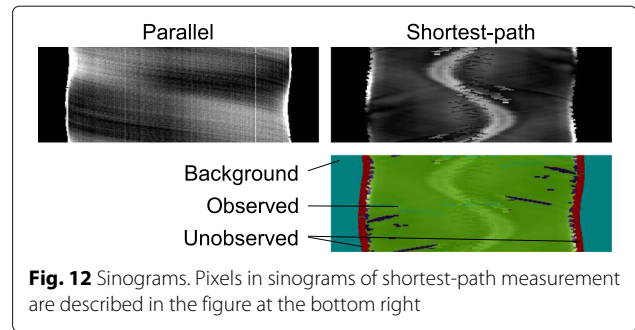 Parallel
Shortest-path
Background
Observed
Unobserved
Fig. 12 Sinograms. Pixels in sinograms of shortest-path measurement
are described in the figure at the bottom right